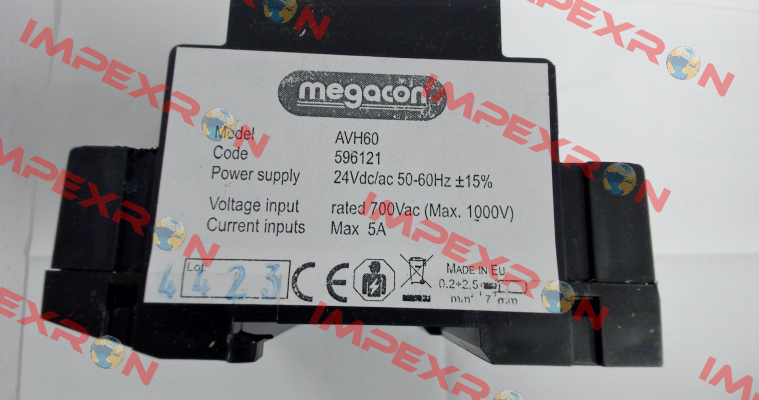 megacon
Model AVH60
Code 596121
Power supply 24Vdc/ac 50-60Hz ±15%
Voltage input rated 700Vac (Max. 1000V)
Current inputs Max 5A
Lot 4423
CE
MADE IN EU
0.2÷2.5
mm² 7 mm
IMPEXRON
IMPEXRON
IMPEXRON
IMPEXRON
IMPEXRON
IMPEXRON
IMPEXRON